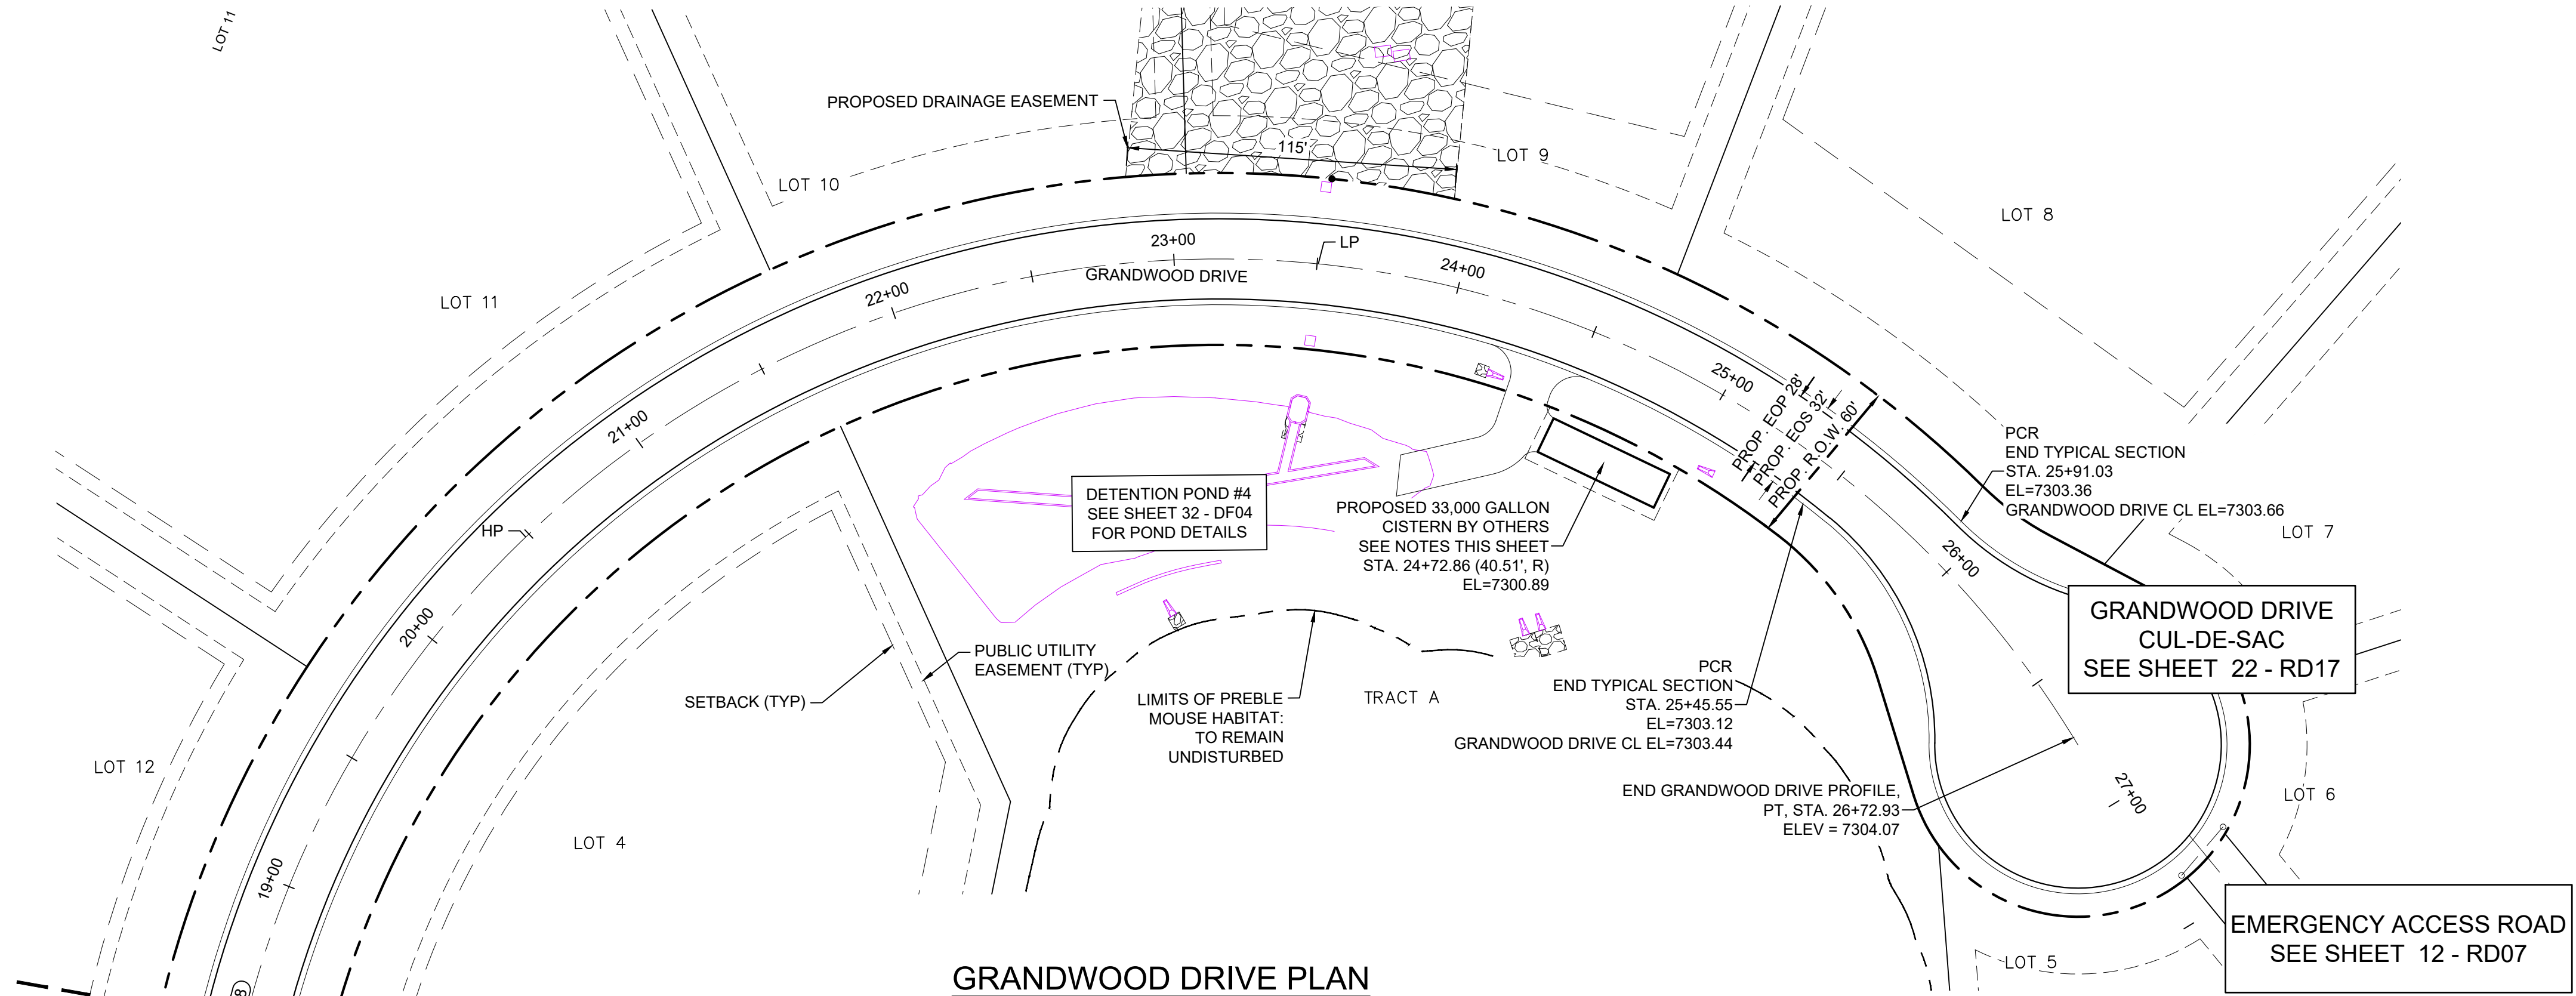 LOT 11
PROPOSED DRAINAGE EASEMENT
115'
LOT 9
LOT 10
LOT 8
23+00
LP
24+00
GRANDWOOD DRIVE
22+00
LOT 11
25+00
PROP. EOP 28'
PROP. EOS 32'
PROP. R.O.W. 60'
21+00
PCR
END TYPICAL SECTION
STA. 25+91.03
EL=7303.36
GRANDWOOD DRIVE CL EL=7303.66
LOT 7
DETENTION POND #4
SEE SHEET 32 - DF04
FOR POND DETAILS
PROPOSED 33,000 GALLON
CISTERN BY OTHERS
SEE NOTES THIS SHEET
STA. 24+72.86 (40.51', R)
EL=7300.89
HP
26+00
20+00
GRANDWOOD DRIVE
CUL-DE-SAC
SEE SHEET 22 - RD17
PUBLIC UTILITY
EASEMENT (TYP)
SETBACK (TYP)
LIMITS OF PREBLE
MOUSE HABITAT:
TO REMAIN
UNDISTURBED
TRACT A
PCR
END TYPICAL SECTION
STA. 25+45.55
EL=7303.12
GRANDWOOD DRIVE CL EL=7303.44
LOT 12
END GRANDWOOD DRIVE PROFILE,
PT, STA. 26+72.93
ELEV = 7304.07
27+00
LOT 6
LOT 4
19+00
EMERGENCY ACCESS ROAD
SEE SHEET 12 - RD07
LOT 5
GRANDWOOD DRIVE PLAN